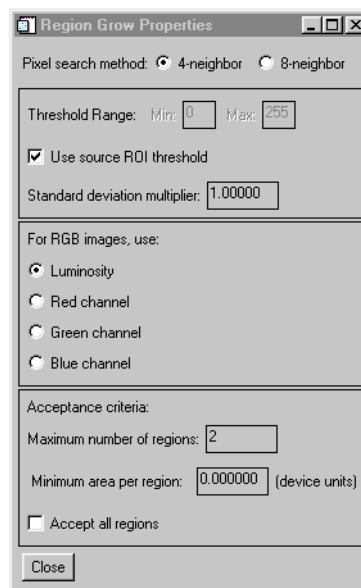 Region Grow Properties
Pixel search method: 4-neighbor 8-neighbor
Threshold Range: Min: 0 Max: 255
Use source ROI threshold
Standard deviation multiplier: 1.00000
For RGB images, use:
Luminosity
Red channel
Green channel
Blue channel
Acceptance criteria:
Maximum number of regions: 2
Minimum area per region: 0.000000 (device units)
Accept all regions
Close